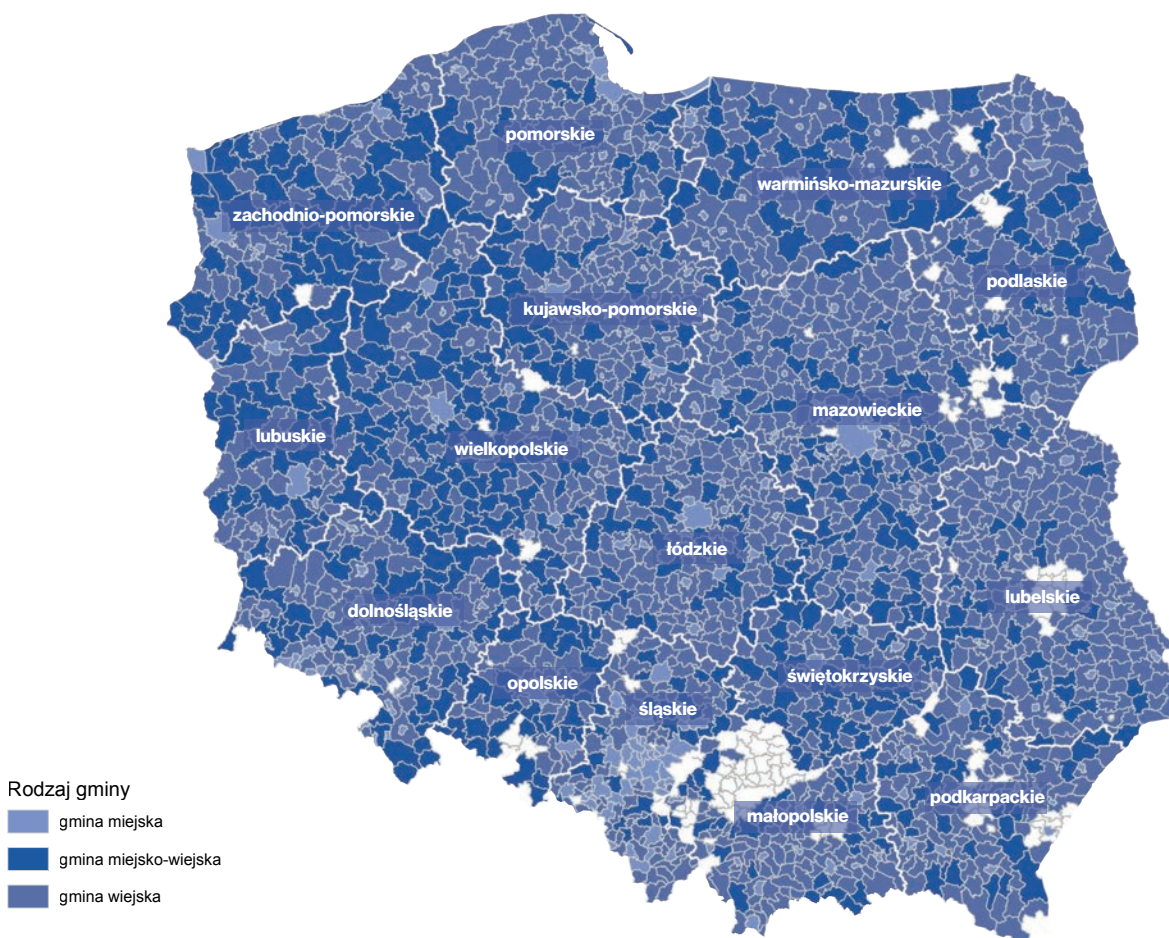 pomorskie
warmińsko-mazurskie
zachodnio-pomorskie
podlaskie
kujawsko-pomorskie
mazowieckie
lubuskie
wielkopolskie
łódzkie
lubelskie
dolnośląskie
świętokrzyskie
opolskie
śląskie
podkarpackie
małopolskie
Rodzaj gminy
gmina miejska
gmina miejsko-wiejska
gmina wiejska